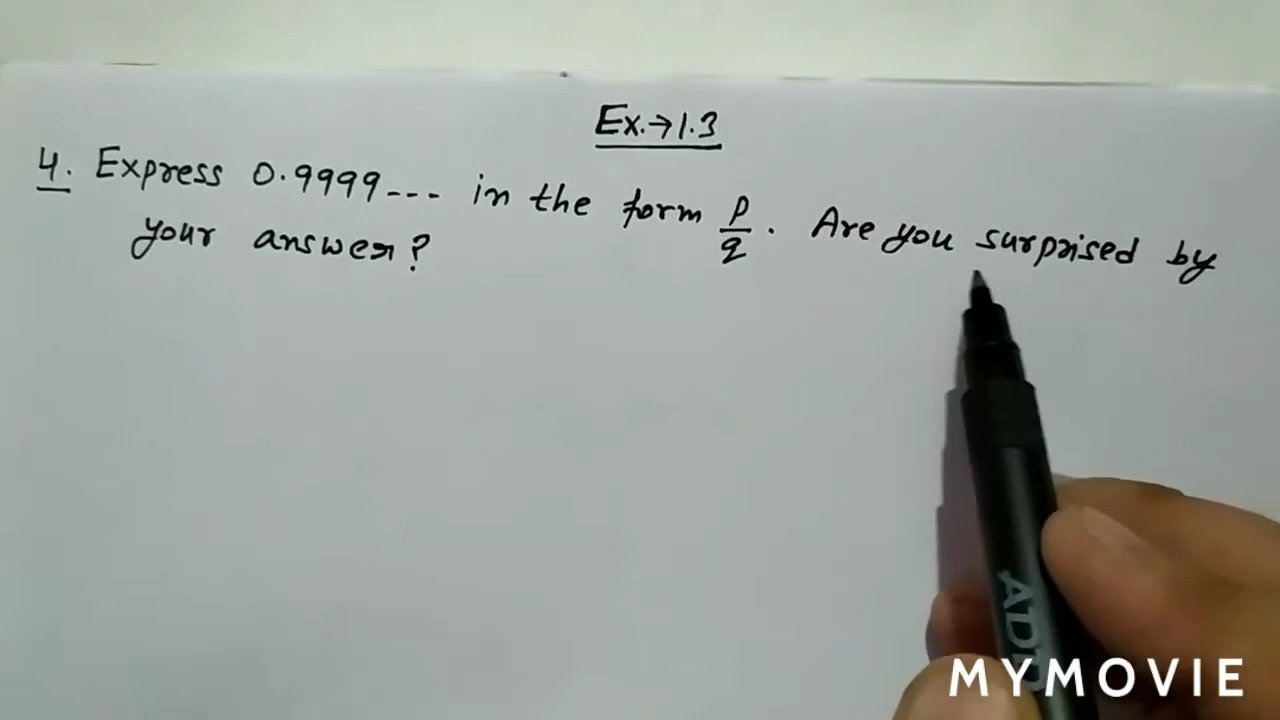 Ex.→1.3
4. Express 0.9999--- in the form p/q. Are you surprised by
your answer?
MYMOVIE